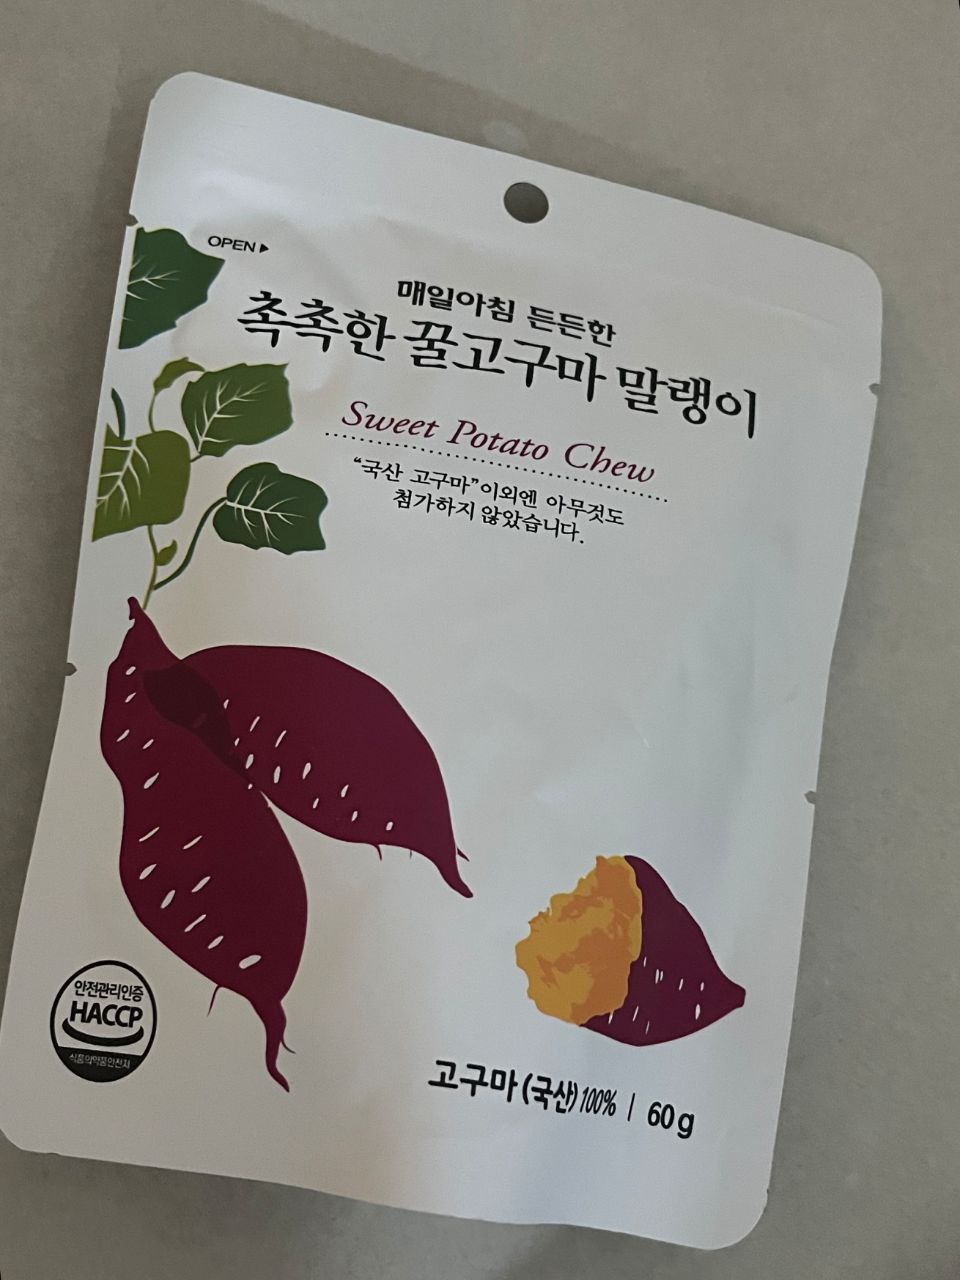 OPEN▶
매일아침 든든한
촉촉한 꿀고구마 말랭이
Sweet Potato Chew
“국산 고구마”이외엔 아무것도
첨가하지 않았습니다.
안전관리인증
HACCP
식품의약품안전처
고구마(국산)100% | 60g